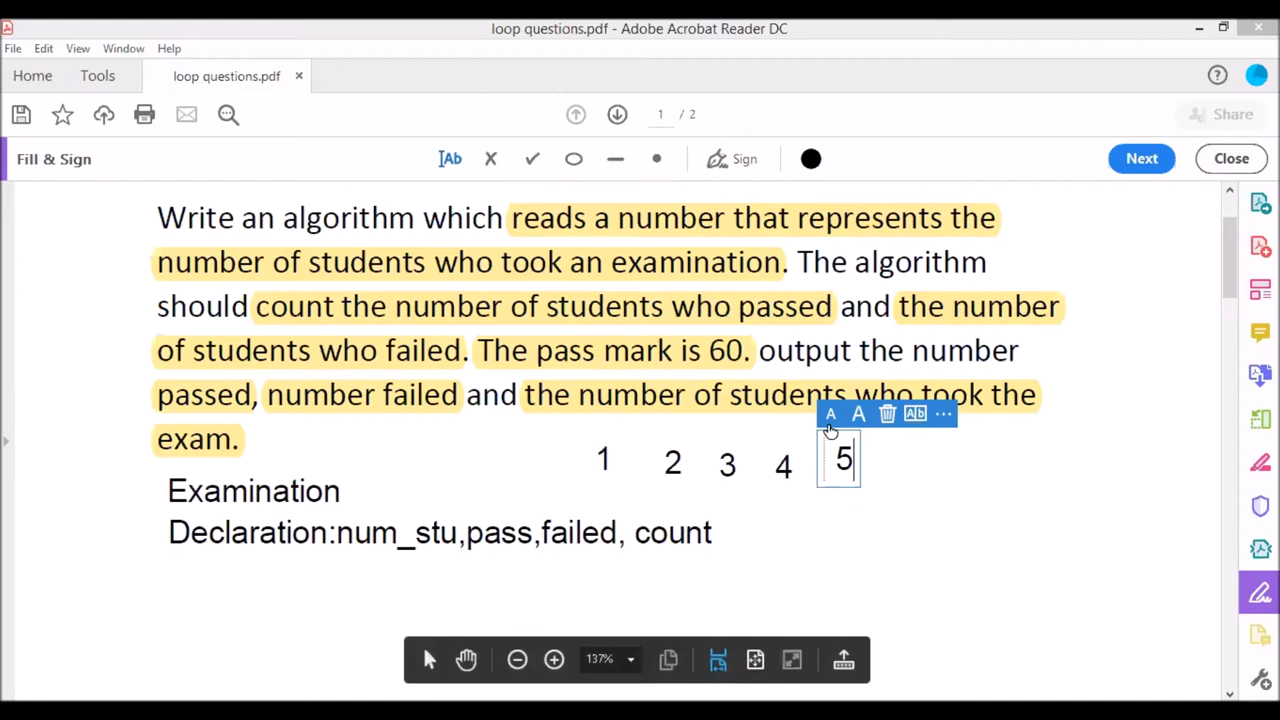 loop questions.pdf - Adobe Acrobat Reader DC
File Edit View Window Help
Home Tools loop questions.pdf ×
1 / 2
Share
Fill & Sign
Ab Sign Next Close
Write an algorithm which reads a number that represents the
number of students who took an examination. The algorithm
should count the number of students who passed and the number
of students who failed. The pass mark is 60. output the number
passed, number failed and the number of students who took the
A A Ab ...
exam.
1 2 3 4 5
Examination
Declaration:num_stu,pass,failed, count
137%